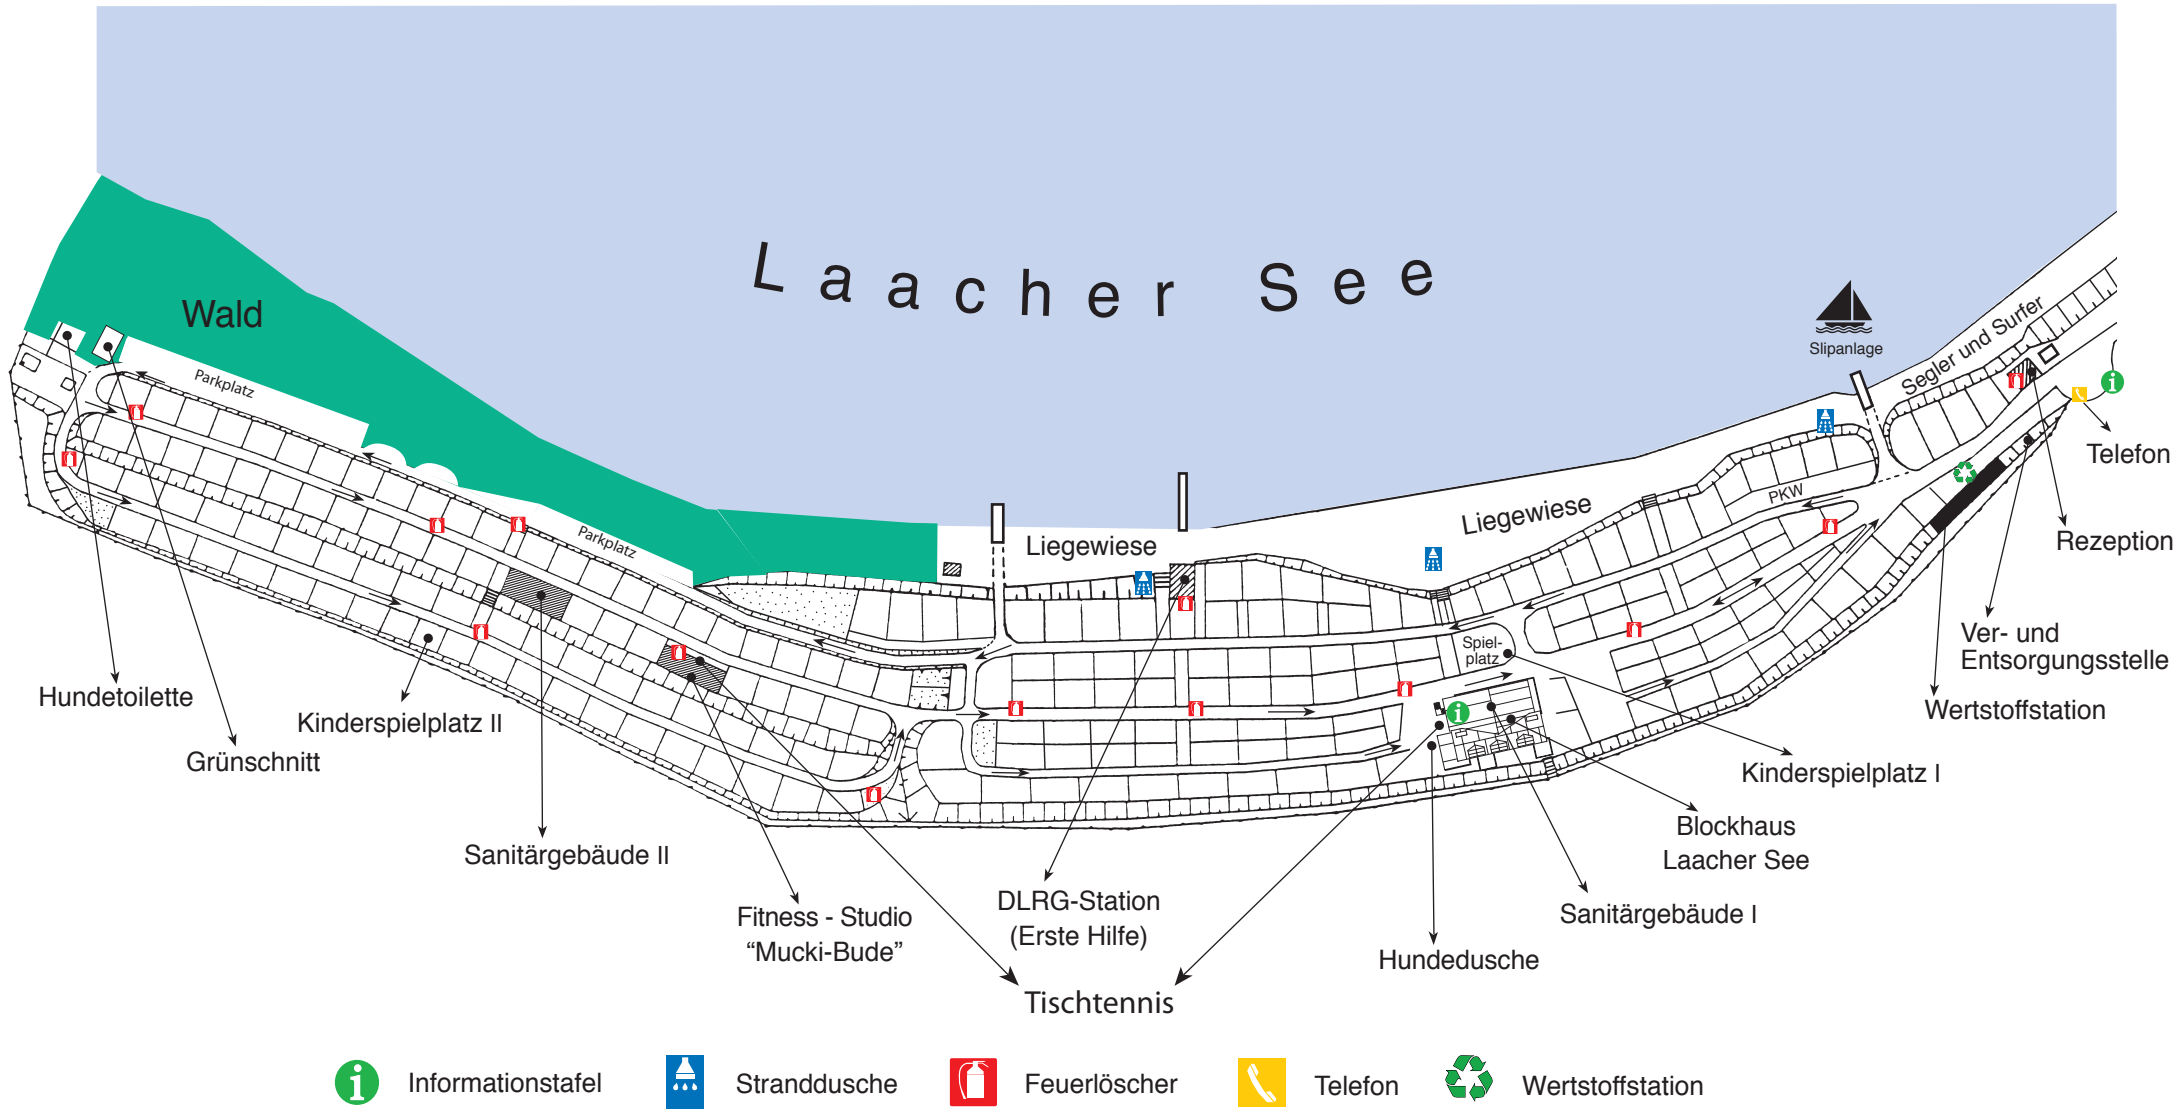 Laacher See
Wald
Slipanlage
Segler und Surfer
Parkplatz
Telefon
PKW
Liegewiese
Parkplatz
Liegewiese
Rezeption
Ver- und
Entsorgungsstelle
Spiel-
platz
Hundetoilette
Kinderspielplatz II
Wertstoffstation
Grünschnitt
Kinderspielplatz I
Blockhaus
Laacher See
Sanitärgebäude II
DLRG-Station
(Erste Hilfe)
Fitness - Studio
“Mucki-Bude”
Sanitärgebäude I
Hundedusche
Tischtennis
Informationstafel
Stranddusche
Feuerlöscher
Telefon
Wertstoffstation